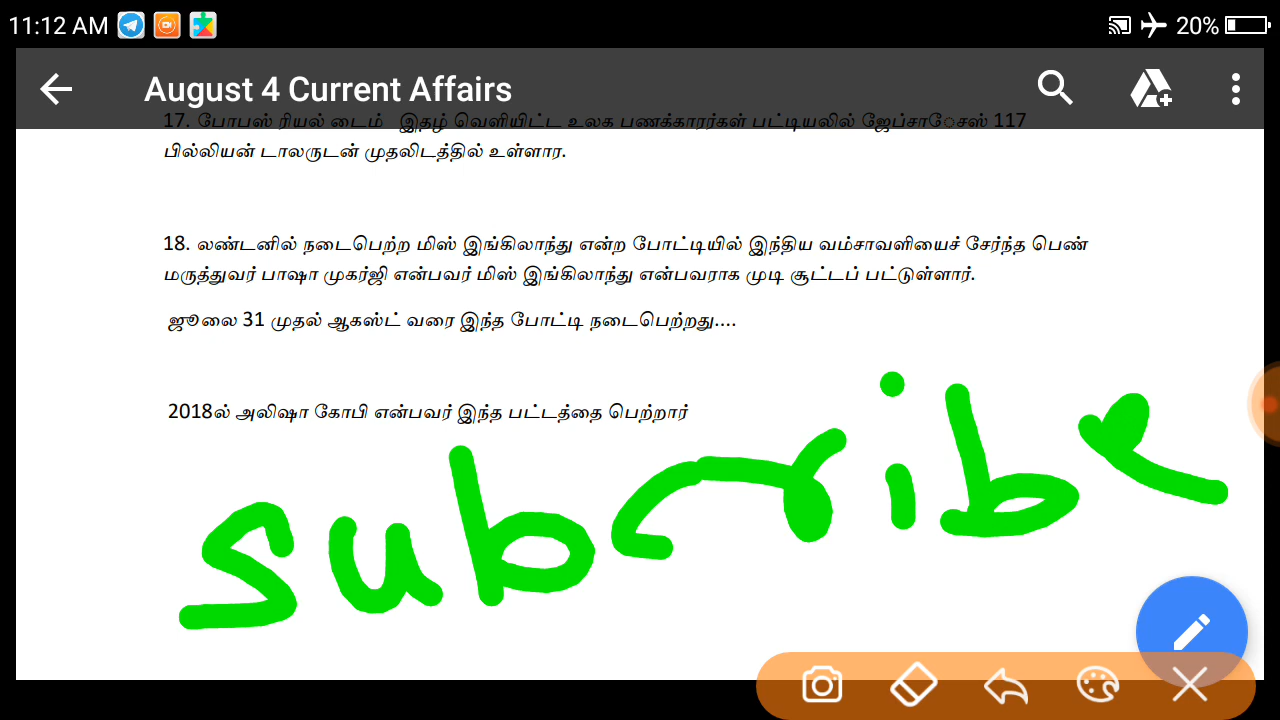 11:12 AM 20%
August 4 Current Affairs
17. போபஸ் ரியல் டைம் இதழ் வெளியிட்ட உலக பணக்காரர்கள் பட்டியலில் ஜேப்சாேசஸ் 117
பில்லியன் டாலருடன் முதலிடத்தில் உள்ளார.
18. லண்டனில் நடைபெற்ற மிஸ் இங்கிலாந்து என்ற போட்டியில் இந்திய வம்சாவளியைச் சேர்ந்த பெண்
மருத்துவர் பாஷா முகர்ஜி என்பவர் மிஸ் இங்கிலாந்து என்பவராக முடி சூட்டப் பட்டுள்ளார்.
ஜூலை 31 முதல் ஆகஸ்ட் வரை இந்த போட்டி நடைபெற்றது....
2018ல் அலிஷா கோபி என்பவர் இந்த பட்டத்தை பெற்றார்
subcribe